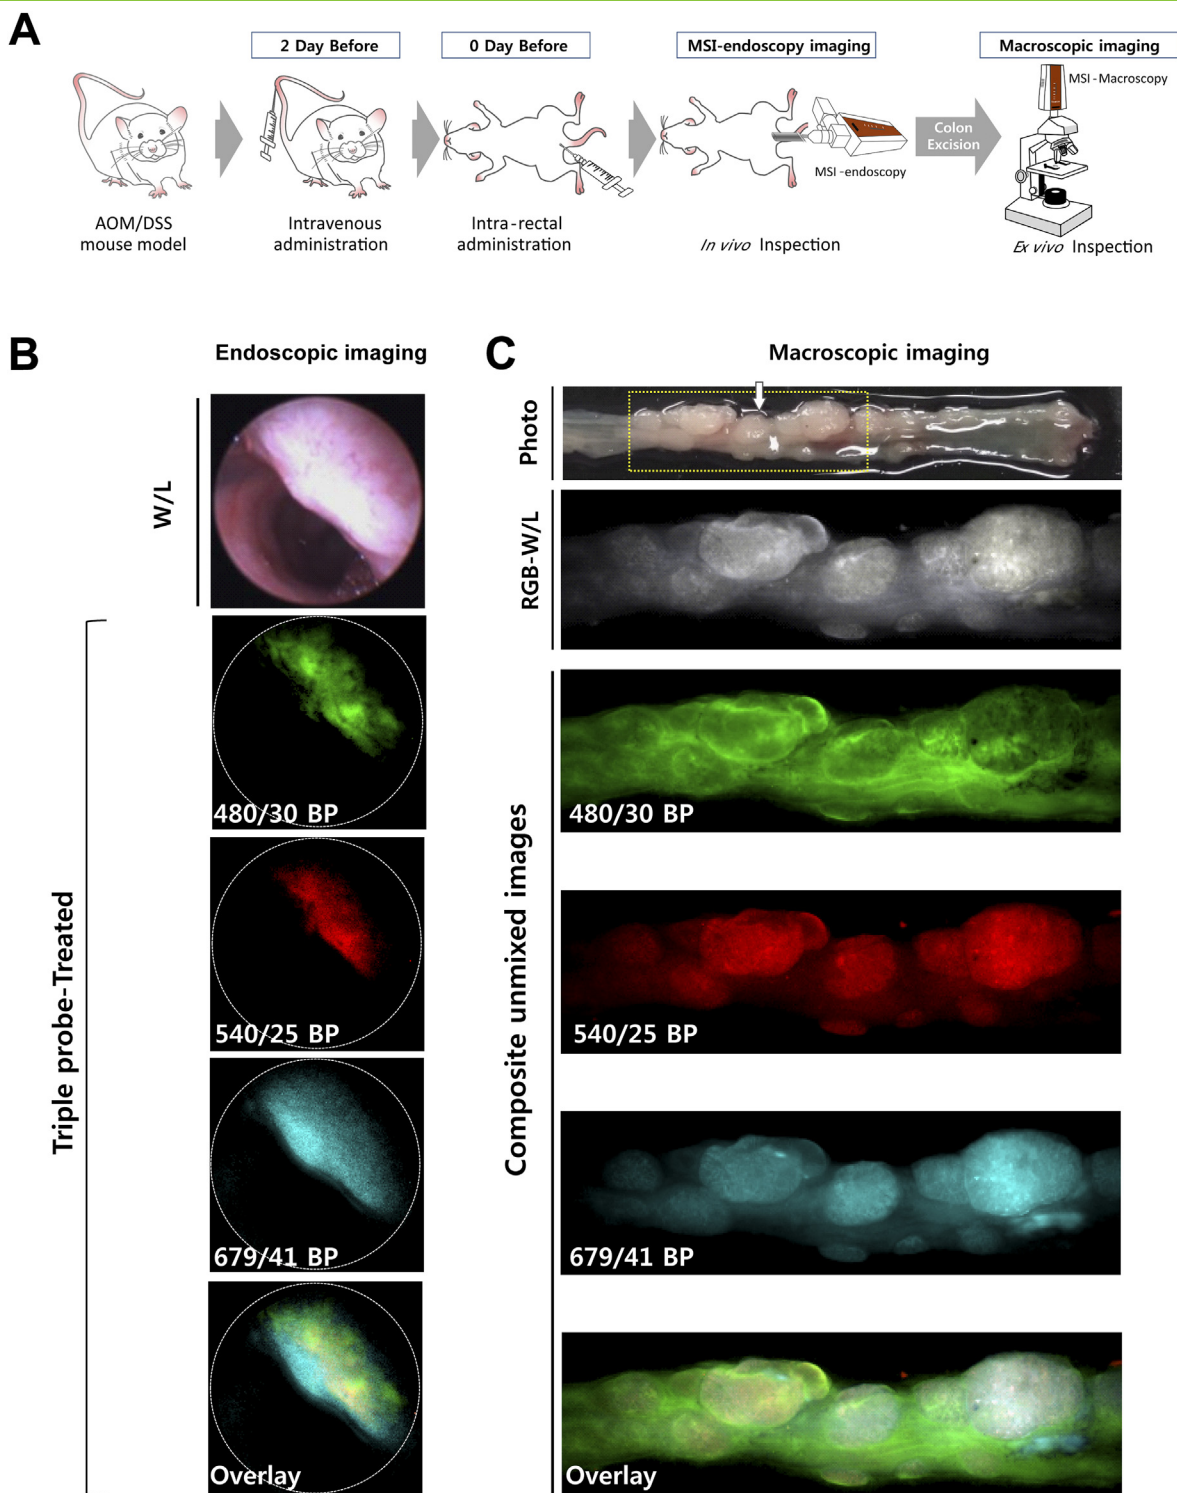 A
2 Day Before
0 Day Before
MSI-endoscopy imaging
Macroscopic imaging
MSI - Macroscopy
Colon
Excision
MSI - endoscopy
AOM/DSS
mouse model
Intravenous
administration
Intra-rectal
administration
In vivo Inspection
Ex vivo Inspection
B
Endoscopic imaging
W/L
Triple probe-Treated
480/30 BP
540/25 BP
679/41 BP
Overlay
C
Macroscopic imaging
Photo
RGB-W/L
Composite unmixed images
480/30 BP
540/25 BP
679/41 BP
Overlay